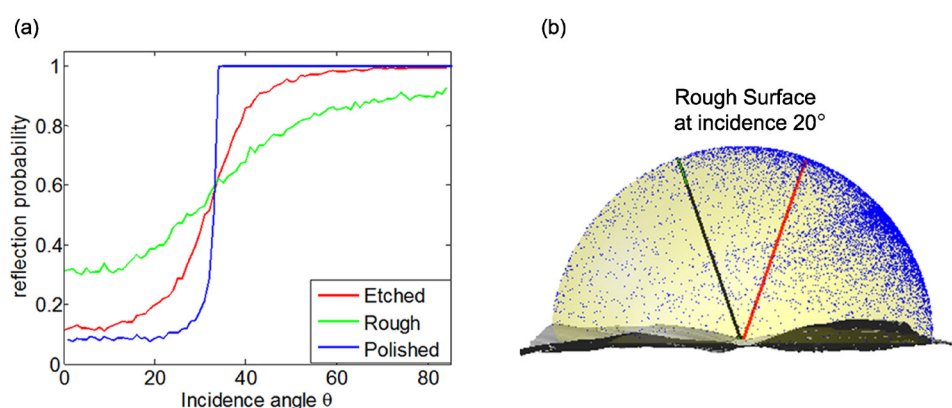 (a)
reflection probability
1
0.8
0.6
0.4
0.2
0
0
20
40
60
80
Incidence angle θ
Etched
Rough
Polished
(b)
Rough Surface
at incidence 20°